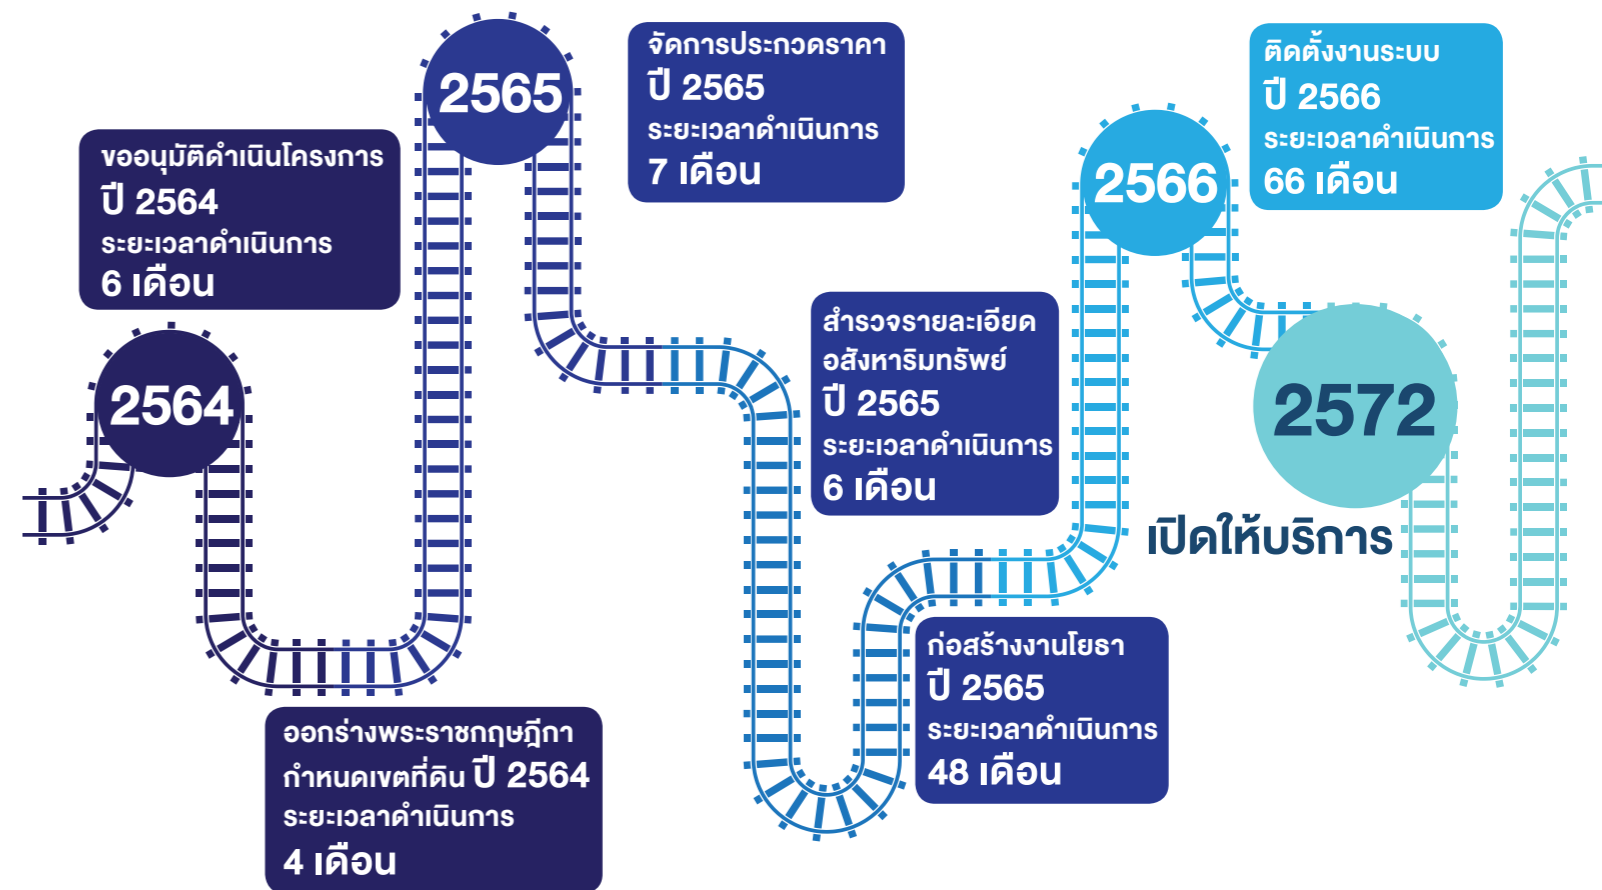 2564
ขออนุมัติดำเนินโครงการ
ปี 2564
ระยะเวลาดำเนินการ
6 เดือน
ออกร่างพระราชกฤษฎีกา
กำหนดเขตที่ดิน ปี 2564
ระยะเวลาดำเนินการ
4 เดือน
2565
จัดการประกวดราคา
ปี 2565
ระยะเวลาดำเนินการ
7 เดือน
สำรวจรายละเอียด
อสังหาริมทรัพย์
ปี 2565
ระยะเวลาดำเนินการ
6 เดือน
ก่อสร้างงานโยธา
ปี 2565
ระยะเวลาดำเนินการ
48 เดือน
2566
ติดตั้งงานระบบ
ปี 2566
ระยะเวลาดำเนินการ
66 เดือน
2572
เปิดให้บริการ